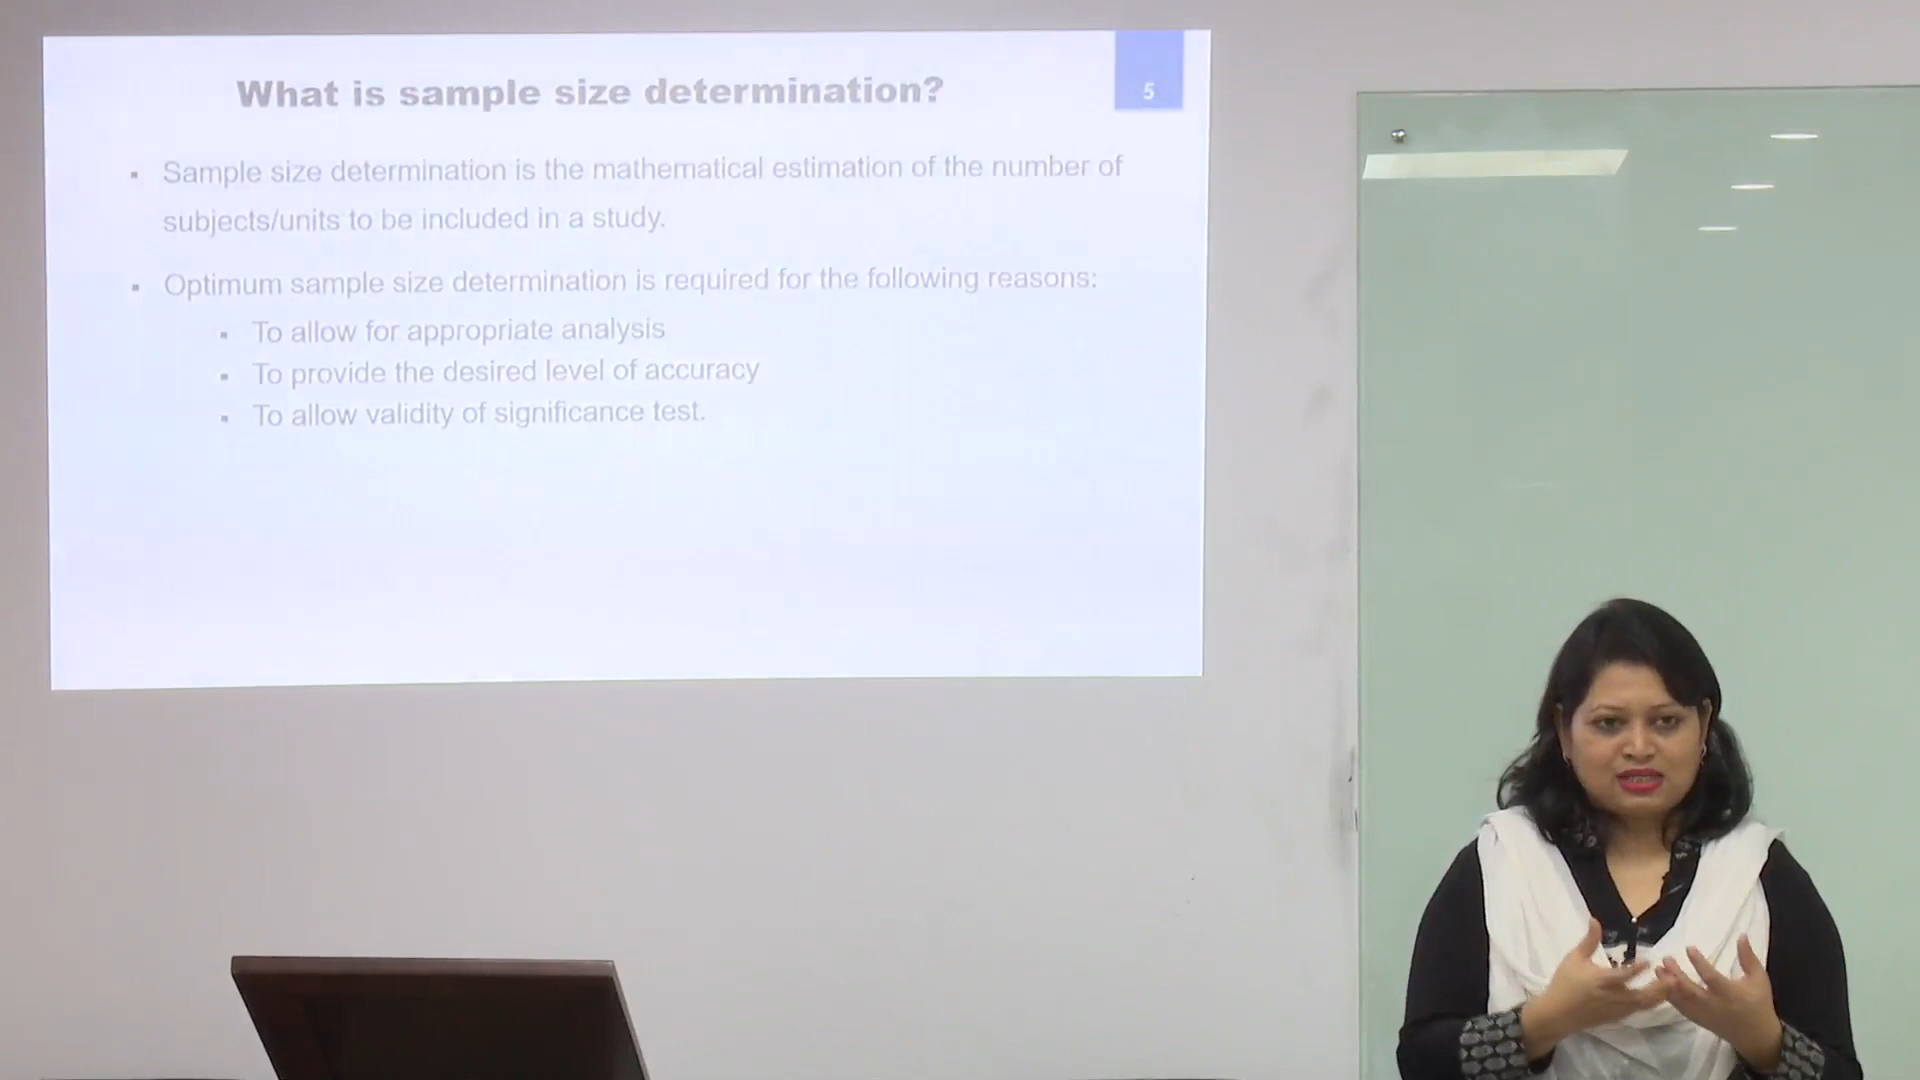 What is sample size determination?
5
▪ Sample size determination is the mathematical estimation of the number of
subjects/units to be included in a study.
▪ Optimum sample size determination is required for the following reasons:
▪ To allow for appropriate analysis
▪ To provide the desired level of accuracy
▪ To allow validity of significance test.